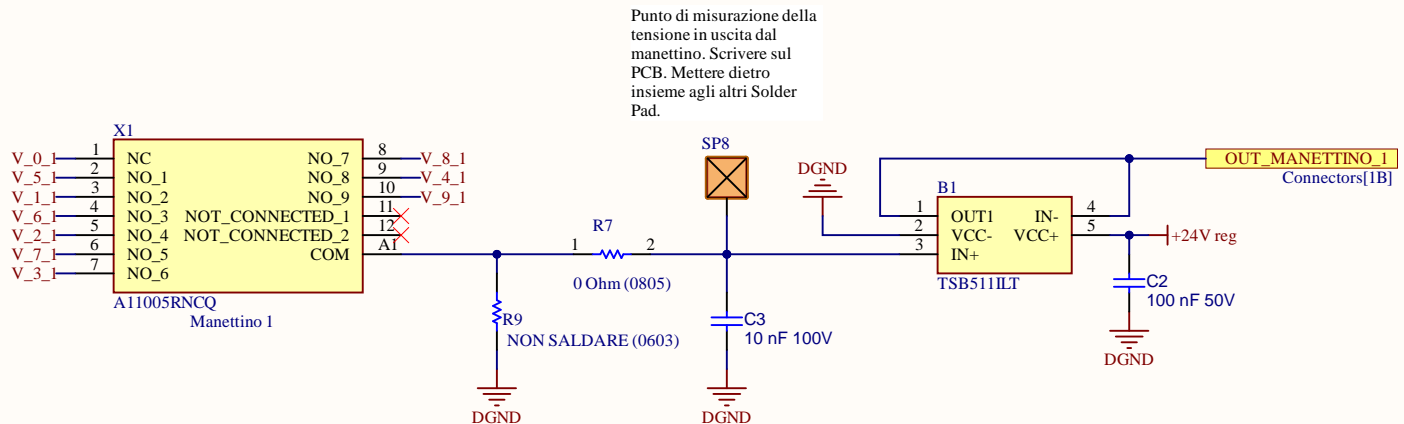 Punto di misurazione della
tensione in uscita dal
manettino. Scrivere sul
PCB. Mettere dietro
insieme agli altri Solder
Pad.
X1
V_0_1 1 NC NO_7 8 V_8_1
V_5_1 2 NO_1 NO_8 9 V_4_1
V_1_1 3 NO_2 NO_9 10 V_9_1
V_6_1 4 NO_3 NOT_CONNECTED_1 11
V_2_1 5 NO_4 NOT_CONNECTED_2 12
V_7_1 6 NO_5 COM A1
V_3_1 7 NO_6
A11005RNCQ
Manettino 1
R7
1 2
0 Ohm (0805)
R9
NON SALDARE (0603)
DGND
SP8
C3
10 nF 100V
DGND
DGND
B1
1 OUT1 IN- 4
2 VCC- VCC+ 5
3 IN+
TSB511ILT
OUT_MANETTINO_1
Connectors[1B]
+24V reg
C2
100 nF 50V
DGND